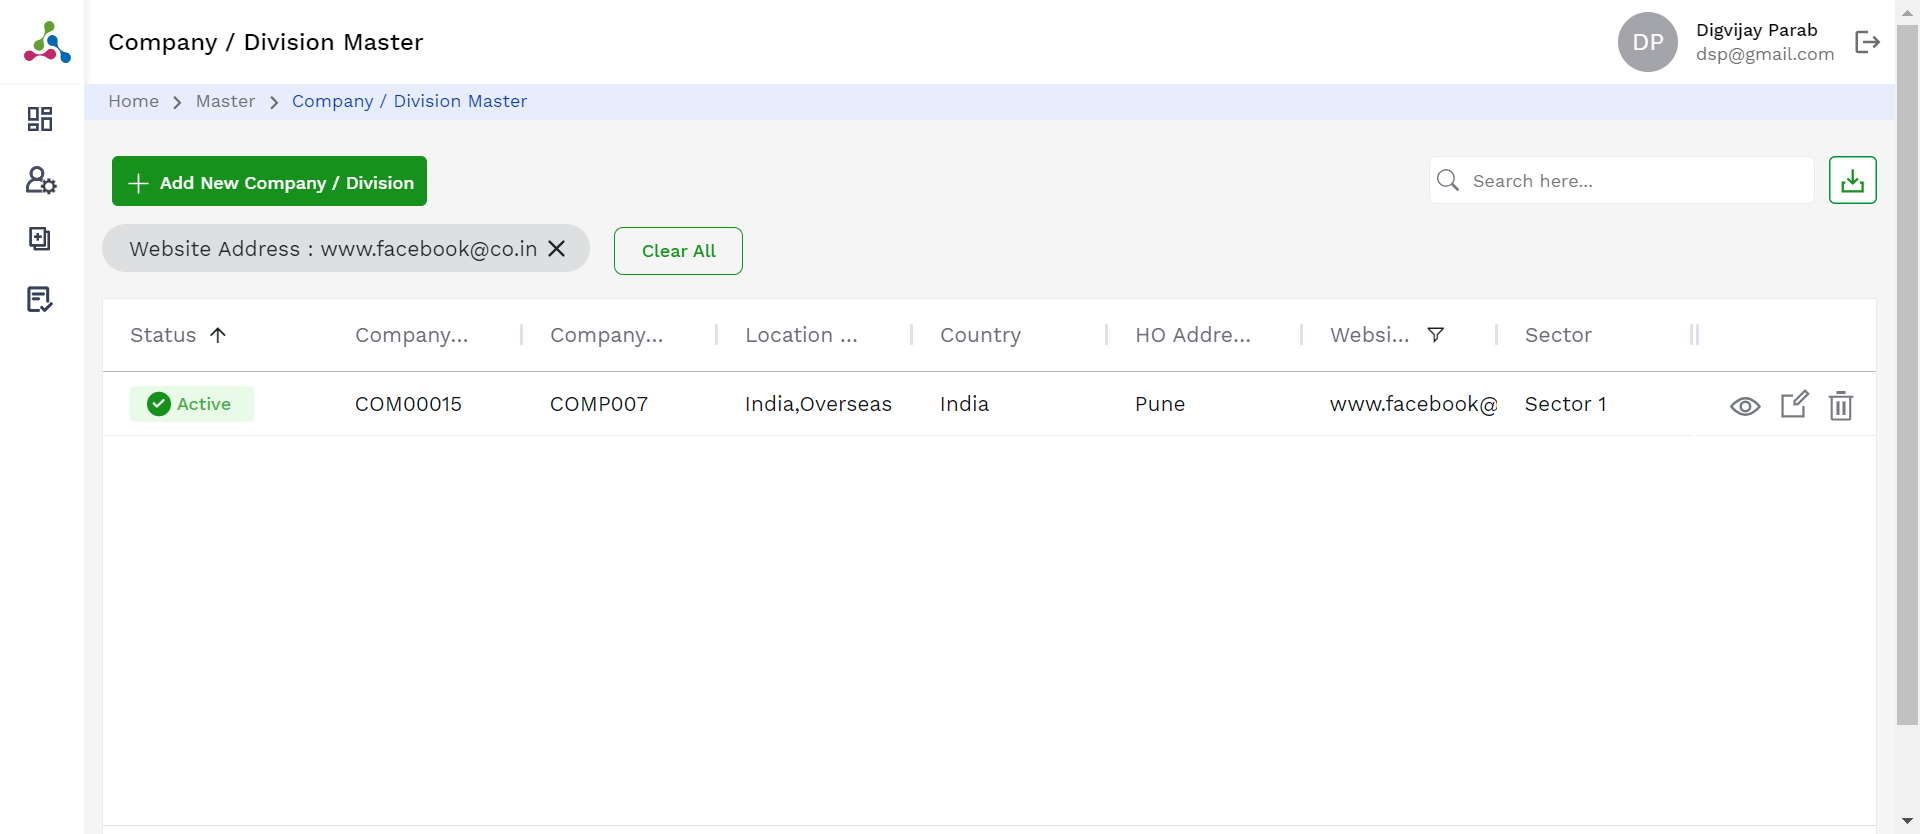 Company / Division Master
DP
Digvijay Parab
dsp@gmail.com
Home > Master > Company / Division Master
Add New Company / Division
Search here...
Website Address : www.facebook@co.in
Clear All
Status Company... Company... Location ... Country HO Addre... Websi... Sector
Active COM00015 COMP007 India,Overseas India Pune www.facebook@ Sector 1